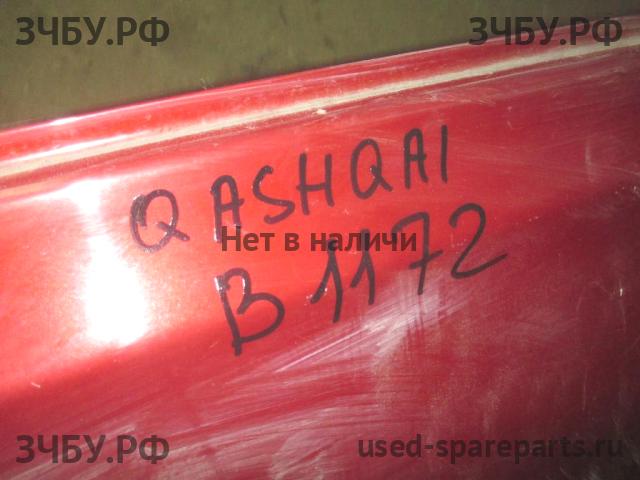 ЗЧБУ.РФ ЗЧБУ.РФ
QASHQAI
Нет в наличи
B 1172
ЗЧБУ.РФ used-spareparts.ru